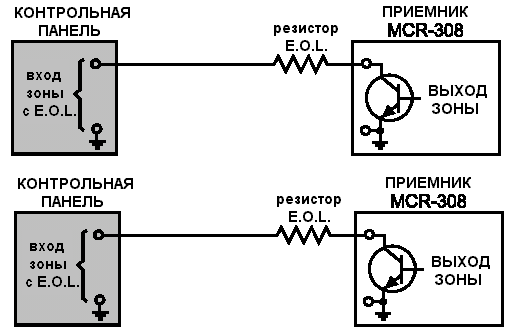 КОНТРОЛЬНАЯ
ПАНЕЛЬ
вход
зоны
с E.O.L.
резистор
E.O.L.
ПРИЕМНИК
MCR-308
ВЫХОД
ЗОНЫ
КОНТРОЛЬНАЯ
ПАНЕЛЬ
вход
зоны
с E.O.L.
резистор
E.O.L.
ПРИЕМНИК
MCR-308
ВЫХОД
ЗОНЫ